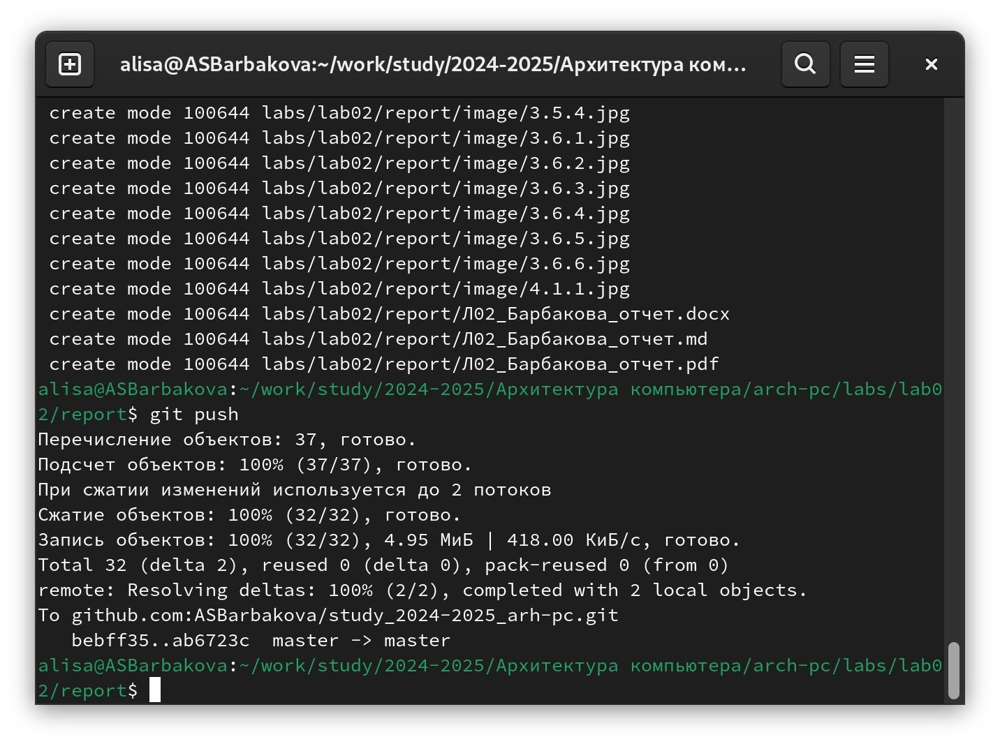 alisa@ASBarbakova:~/work/study/2024-2025/Архитектура ком…
create mode 100644 labs/lab02/report/image/3.5.4.jpg
create mode 100644 labs/lab02/report/image/3.6.1.jpg
create mode 100644 labs/lab02/report/image/3.6.2.jpg
create mode 100644 labs/lab02/report/image/3.6.3.jpg
create mode 100644 labs/lab02/report/image/3.6.4.jpg
create mode 100644 labs/lab02/report/image/3.6.5.jpg
create mode 100644 labs/lab02/report/image/3.6.6.jpg
create mode 100644 labs/lab02/report/image/4.1.1.jpg
create mode 100644 labs/lab02/report/Л02_Барбакова_отчет.docx
create mode 100644 labs/lab02/report/Л02_Барбакова_отчет.md
create mode 100644 labs/lab02/report/Л02_Барбакова_отчет.pdf
alisa@ASBarbakova:~/work/study/2024-2025/Архитектура компьютера/arch-pc/labs/lab0
2/report$ git push
Перечисление объектов: 37, готово.
Подсчет объектов: 100% (37/37), готово.
При сжатии изменений используется до 2 потоков
Сжатие объектов: 100% (32/32), готово.
Запись объектов: 100% (32/32), 4.95 МиБ | 418.00 КиБ/с, готово.
Total 32 (delta 2), reused 0 (delta 0), pack-reused 0 (from 0)
remote: Resolving deltas: 100% (2/2), completed with 2 local objects.
To github.com:ASBarbakova/study_2024-2025_arh-pc.git
bebff35..ab6723c  master -> master
alisa@ASBarbakova:~/work/study/2024-2025/Архитектура компьютера/arch-pc/labs/lab0
2/report$